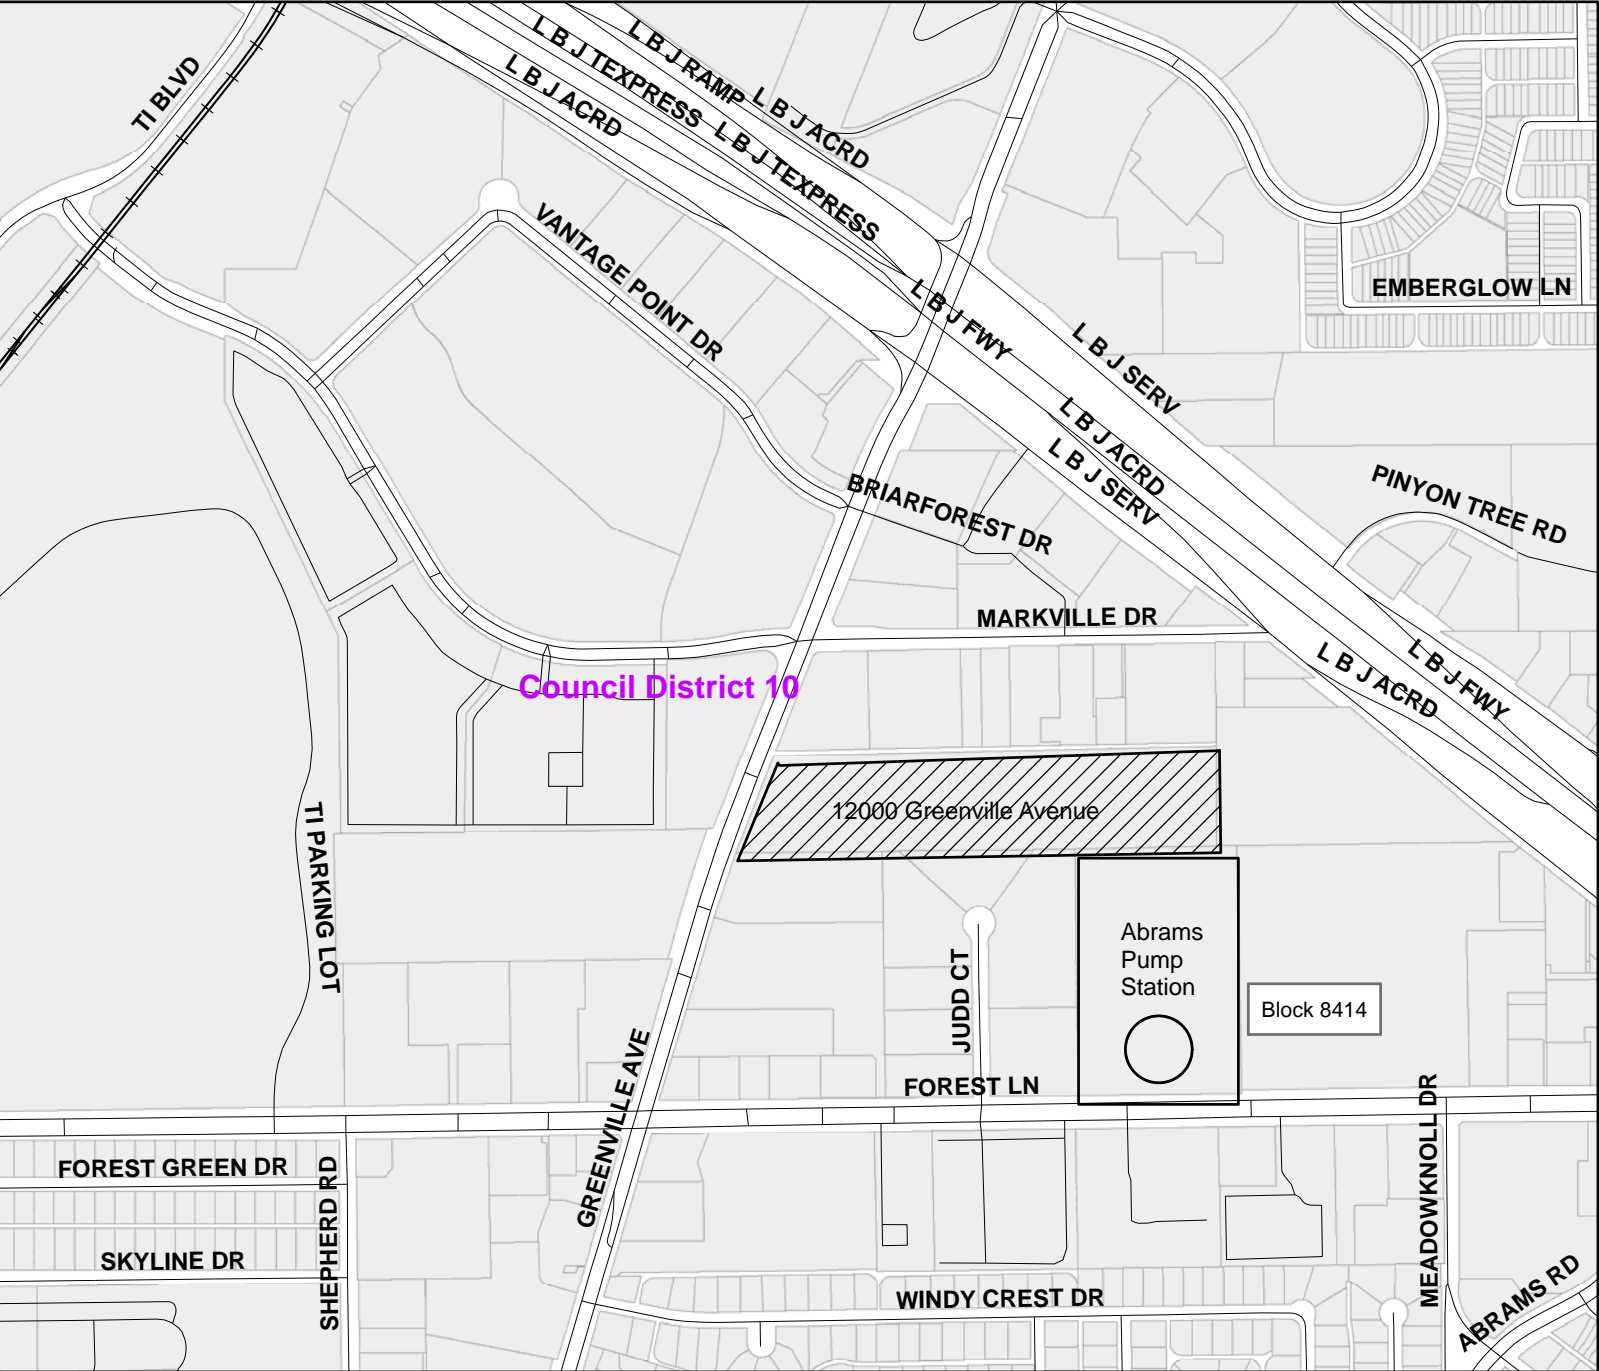 L B J RAMP
L B J TEXPRESS
L B J ACRD
L B J ACRD
L B J TEXPRESS
TI BLVD
VANTAGE POINT DR
EMBERGLOW LN
L B J FWY
L B J SERV
L B J ACRD
L B J SERV
BRIARFOREST DR
PINYON TREE RD
MARKVILLE DR
L B J ACRD
L B J FWY
Council District 10
12000 Greenville Avenue
TI PARKING LOT
Abrams
Pump
Station
JUDD CT
Block 8414
GREENVILLE AVE
FOREST LN
FOREST GREEN DR
SHEPHERD RD
MEADOWKNOLL DR
SKYLINE DR
WINDY CREST DR
ABRAMS RD